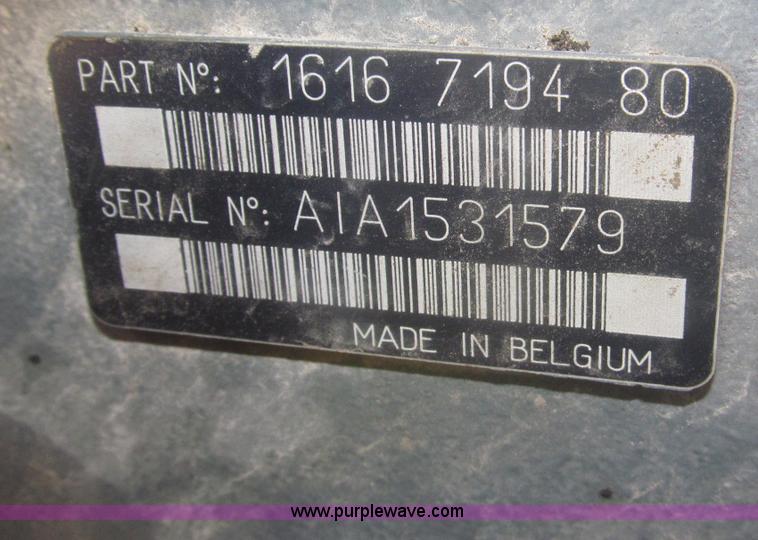 PART Nº: 1616 7194 80
SERIAL Nº: AIA1531579
MADE IN BELGIUM
www.purplewave.com